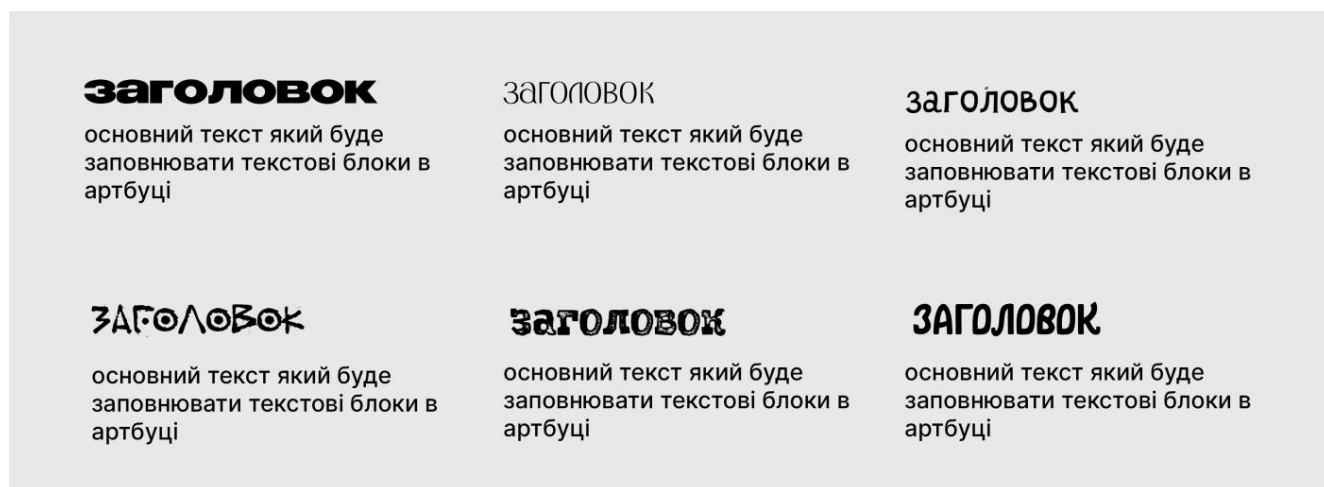 заголовок
основний текст який буде
заповнювати текстові блоки в
артбуці
заголовок
основний текст який буде
заповнювати текстові блоки в
артбуці
заголовок
основний текст який буде
заповнювати текстові блоки в
артбуці
ЗАГОЛОВОК
основний текст який буде
заповнювати текстові блоки в
артбуці
заголовок
основний текст який буде
заповнювати текстові блоки в
артбуці
ЗАГОЛОВОК
основний текст який буде
заповнювати текстові блоки в
артбуці